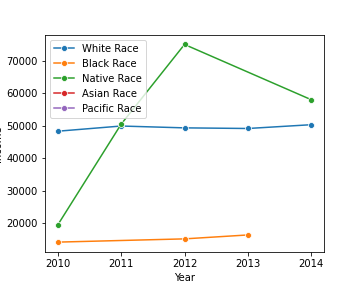 White Race
Black Race
Native Race
Asian Race
Pacific Race
70000
60000
50000
40000
30000
20000
2010 2011 2012 2013 2014
Year